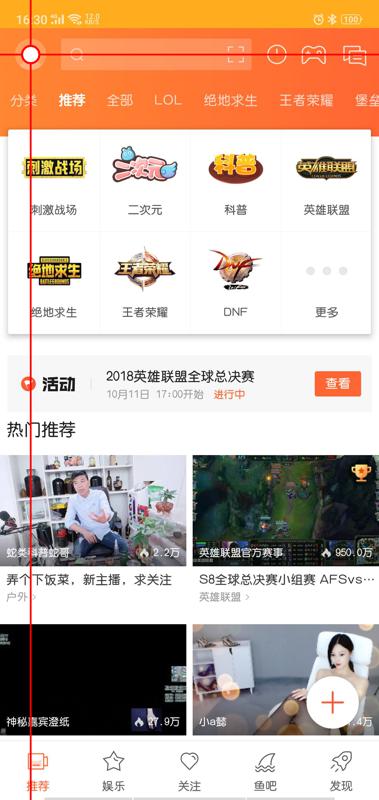 16:30
100
分类 推荐 全部 LOL 绝地求生 王者荣耀 堡垒
刺激战场 二次元 科普 英雄联盟
LEAGUE LEGENDS
刺激战场 二次元 科普 英雄联盟
绝地求生 王者荣耀 DNF
BATTLEGROUNDS
绝地求生 王者荣耀 DNF 更多
活动 2018英雄联盟全球总决赛 查看
10月11日 17:00开始 进行中
热门推荐
蛇类科普蛇哥 2.2万 英雄联盟官方赛事 950.0万
弄个下饭菜，新主播，求关注 S8全球总决赛小组赛 AFSvs…
户外 > 英雄联盟 >
神秘嘉宾澄纸 27.9万 小a懿 7.4万
推荐 娱乐 关注 鱼吧 发现